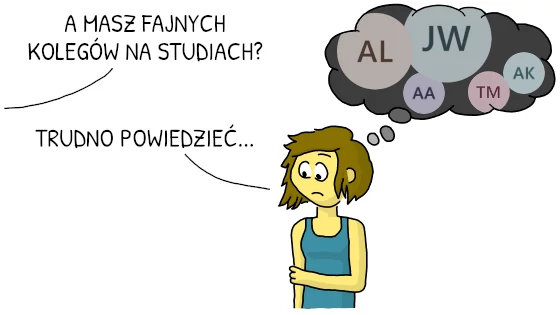 A MASZ FAJNYCH
KOLEGÓW NA STUDIACH?
TRUDNO POWIEDZIEĆ...
AL
JW
AA
TM
AK